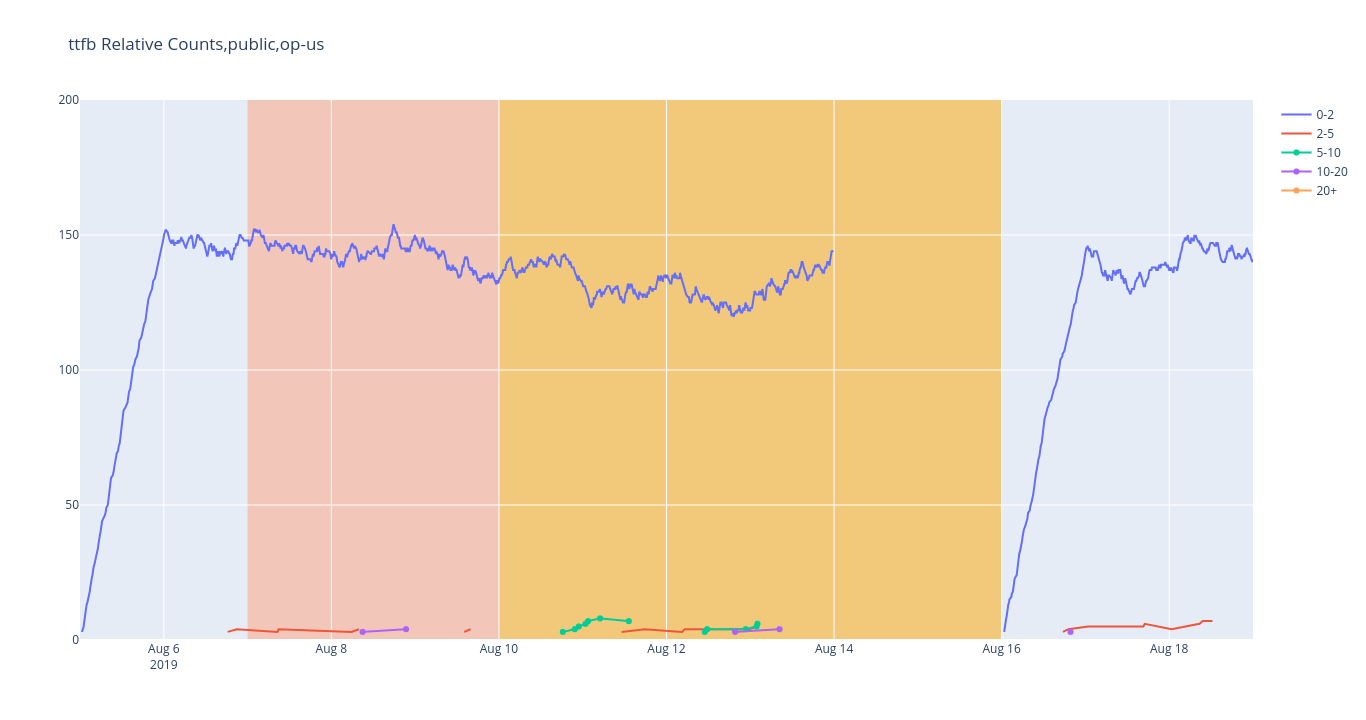 ttfb Relative Counts,public,op-us
200
150
100
50
0
Aug 6
2019
Aug 8
Aug 10
Aug 12
Aug 14
Aug 16
Aug 18
0-2
2-5
5-10
10-20
20+